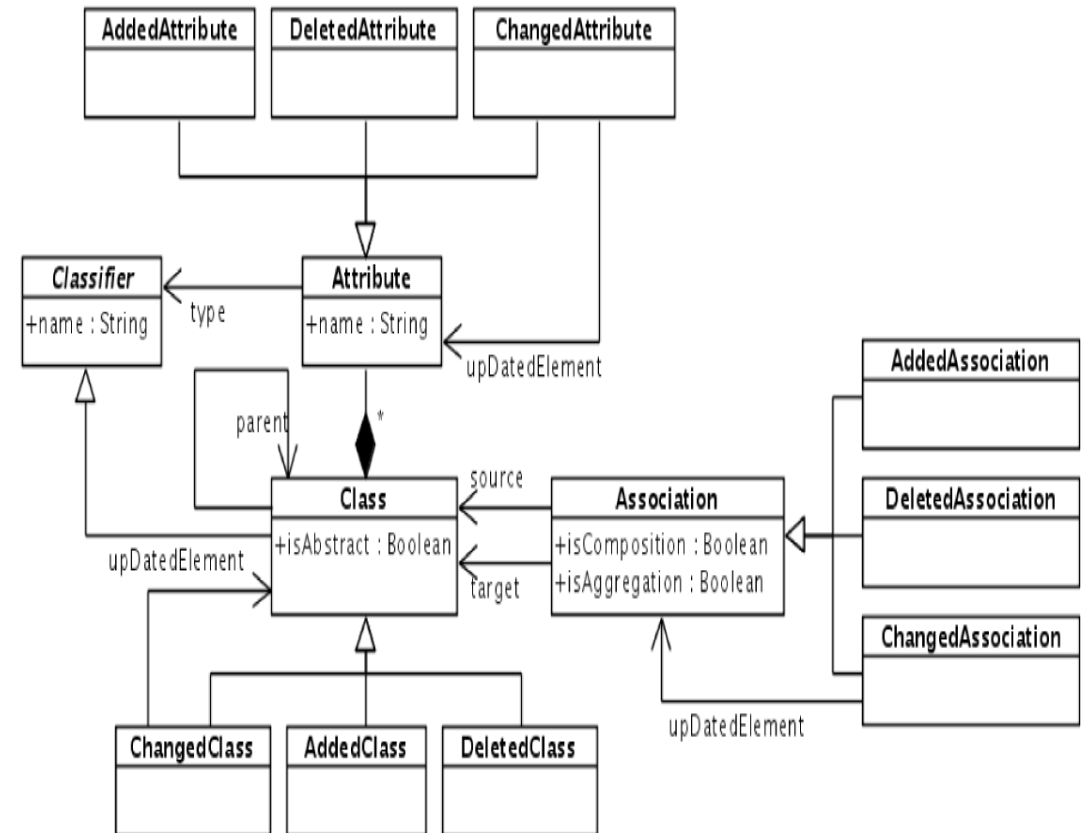 AddedAttribute
DeletedAttribute
ChangedAttribute
Classifier
+name : String
type
Attribute
+name : String
upDatedElement
AddedAssociation
parent
*
Class
+isAbstract : Boolean
source
target
Association
+isComposition : Boolean
+isAggregation : Boolean
DeletedAssociation
ChangedAssociation
upDatedElement
upDatedElement
ChangedClass
AddedClass
DeletedClass